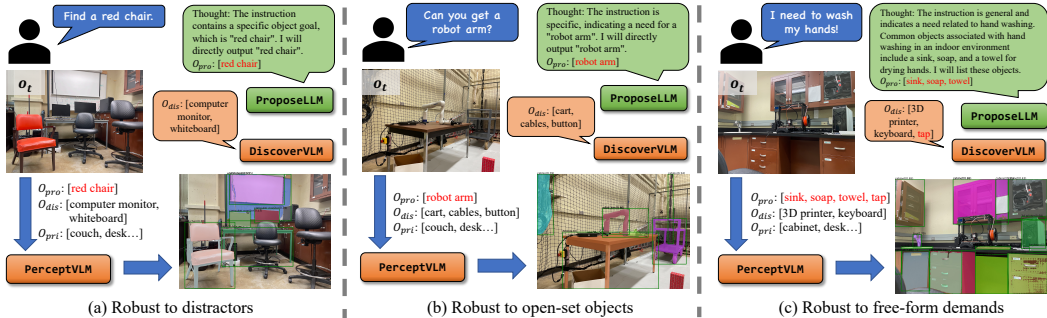 Find a red chair.
Thought: The instruction
contains a specific object goal,
which is "red chair". I will
directly output "red chair".
O_pro: [red chair]
o_t
O_dis: [computer
monitor,
whiteboard]
ProposeLLM
DiscoverVLM
O_pro: [red chair]
O_dis: [computer monitor,
whiteboard]
O_pri: [couch, desk…]
PerceptVLM
(a) Robust to distractors
Can you get a
robot arm?
Thought: The instruction is
specific, indicating a need for a
"robot arm". I will directly
output "robot arm".
O_pro: [robot arm]
o_t
O_dis: [cart,
cables, button]
ProposeLLM
DiscoverVLM
O_pro: [robot arm]
O_dis: [cart, cables, button]
O_pri: [couch, desk…]
PerceptVLM
(b) Robust to open-set objects
I need to wash
my hands!
Thought: The instruction is general and
indicates a need related to hand washing.
Common objects associated with hand
washing in an indoor environment
include a sink, soap, and a towel for
drying hands. I will list these objects.
O_pro: [sink, soap, towel]
o_t
O_dis: [3D
printer,
keyboard, tap]
ProposeLLM
DiscoverVLM
O_pro: [sink, soap, towel, tap]
O_dis: [3D printer, keyboard]
O_pri: [cabinet, desk…]
PerceptVLM
(c) Robust to free-form demands